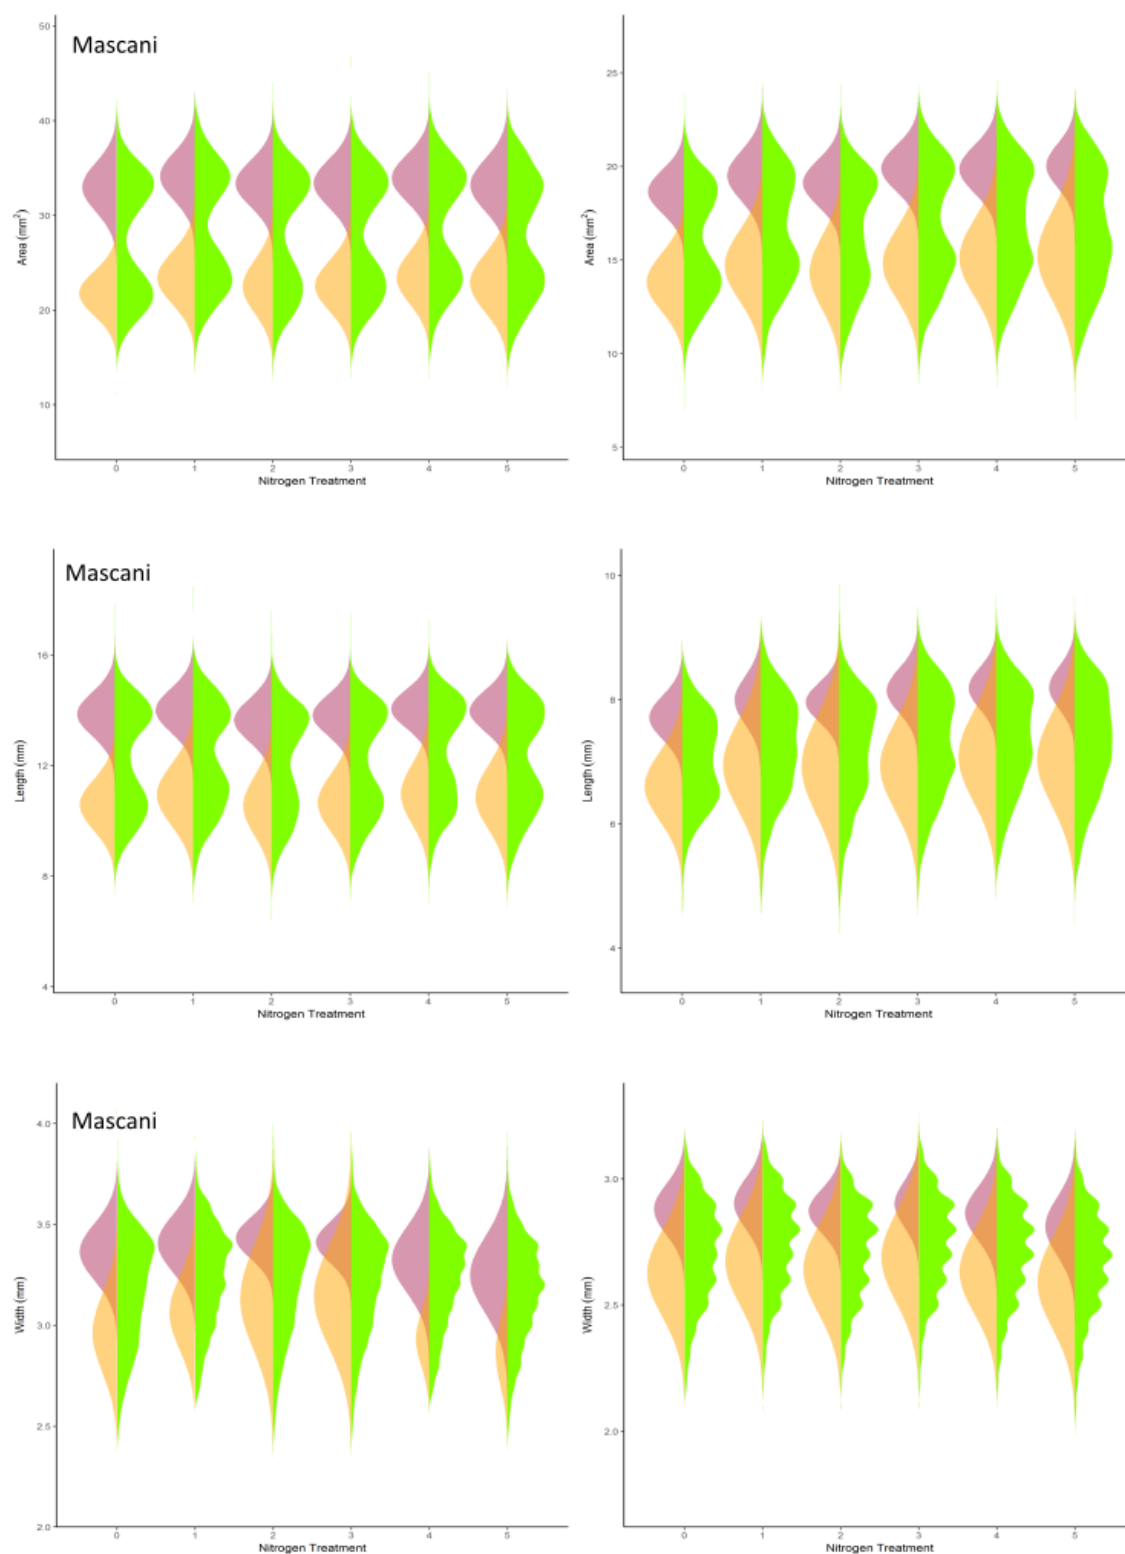 Mascani
Area (mm²)
50
40
30
20
10
0 1 2 3 4 5
Nitrogen Treatment
Area (mm²)
25
20
15
10
5
0 1 2 3 4 5
Nitrogen Treatment
Mascani
Length (mm)
16
12
8
4
0 1 2 3 4 5
Nitrogen Treatment
Length (mm)
10
8
6
4
0 1 2 3 4 5
Nitrogen Treatment
Mascani
Width (mm)
4.0
3.5
3.0
2.5
2.0
0 1 2 3 4 5
Nitrogen Treatment
Width (mm)
3.0
2.5
2.0
0 1 2 3 4 5
Nitrogen Treatment